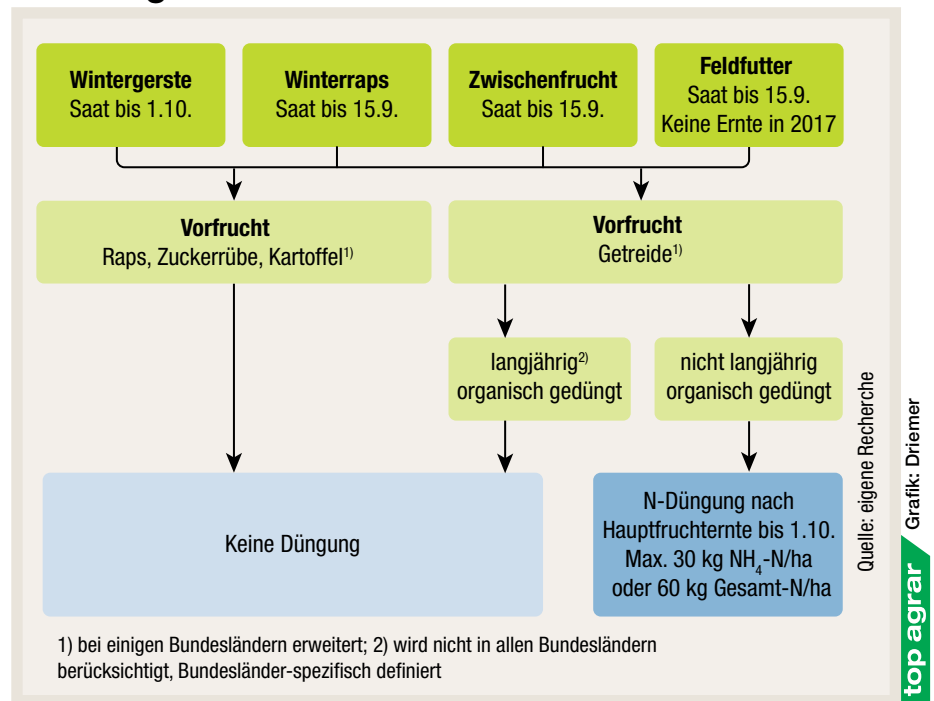 Wintergerste
Saat bis 1.10.
Winterraps
Saat bis 15.9.
Zwischenfrucht
Saat bis 15.9.
Feldfutter
Saat bis 15.9.
Keine Ernte in 2017
Vorfrucht
Raps, Zuckerrübe, Kartoffel1)
Vorfrucht
Getreide1)
langjährig2)
organisch gedüngt
nicht langjährig
organisch gedüngt
Keine Düngung
N-Düngung nach
Hauptfruchternte bis 1.10.
Max. 30 kg NH4-N/ha
oder 60 kg Gesamt-N/ha
1) bei einigen Bundesländern erweitert; 2) wird nicht in allen Bundesländern
berücksichtigt, Bundesländer-spezifisch definiert
Quelle: eigene Recherche
Grafik: Driemer
top agrar